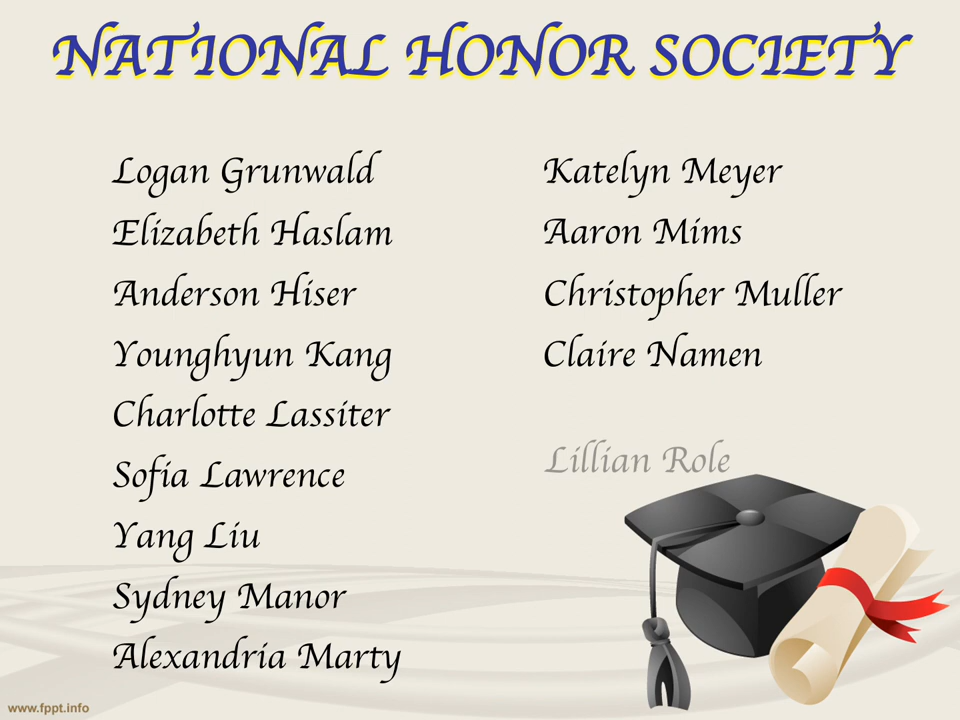 NATIONAL HONOR SOCIETY
Logan Grunwald
Elizabeth Haslam
Anderson Hiser
Younghyun Kang
Charlotte Lassiter
Sofia Lawrence
Yang Liu
Sydney Manor
Alexandria Marty
Katelyn Meyer
Aaron Mims
Christopher Muller
Claire Namen
Lillian Role
www.fppt.info